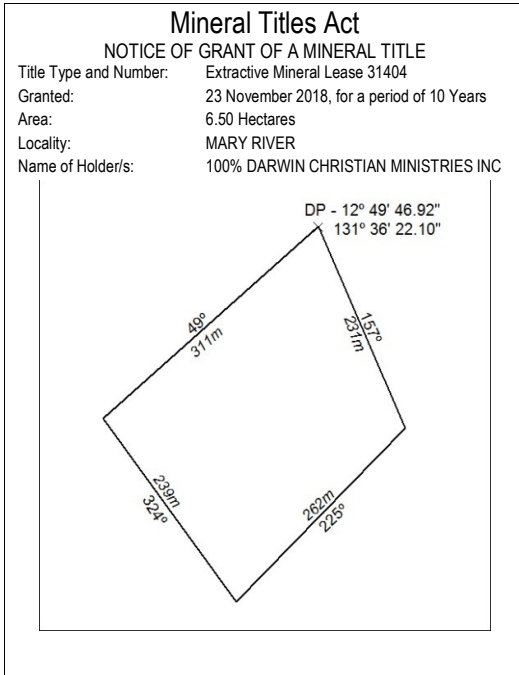 Mineral Titles Act
NOTICE OF GRANT OF A MINERAL TITLE
Title Type and Number: Extractive Mineral Lease 31404
Granted: 23 November 2018, for a period of 10 Years
Area: 6.50 Hectares
Locality: MARY RIVER
Name of Holder/s: 100% DARWIN CHRISTIAN MINISTRIES INC
DP - 12º 49' 46.92"
131º 36' 22.10"
49º
311m
157º
231m
239m
324º
262m
225º